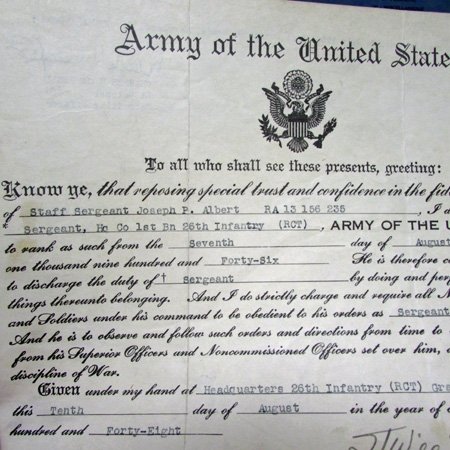 Army of the United State
To all who shall see these presents, greeting:
Know ye, that reposing special trust and confidence in the fid
of Staff Sergeant Joseph P. Albert RA 13 156 235 , I d
* Sergeant, Hq Co 1st Bn 26th Infantry (RCT) , ARMY OF THE U
to rank as such from the Seventh day of August
one thousand nine hundred and Forty-Six He is therefore c
to discharge the duty of † Sergeant by doing and perf
things thereunto belonging. And I do strictly charge and require all N
and Soldiers under his command to be obedient to his orders as Sergeant
And he is to observe and follow such orders and directions from time to
from his Superior Officers and Noncommissioned Officers set over him,
discipline of War.
Given under my hand at Headquarters 26th Infantry (RCT) Gra
this Tenth day of August in the year of o
hundred and Forty-Eight